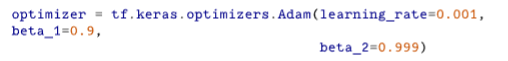 optimizer = tf.keras.optimizers.Adam(learning_rate=0.001,
beta_1=0.9,
beta_2=0.999)